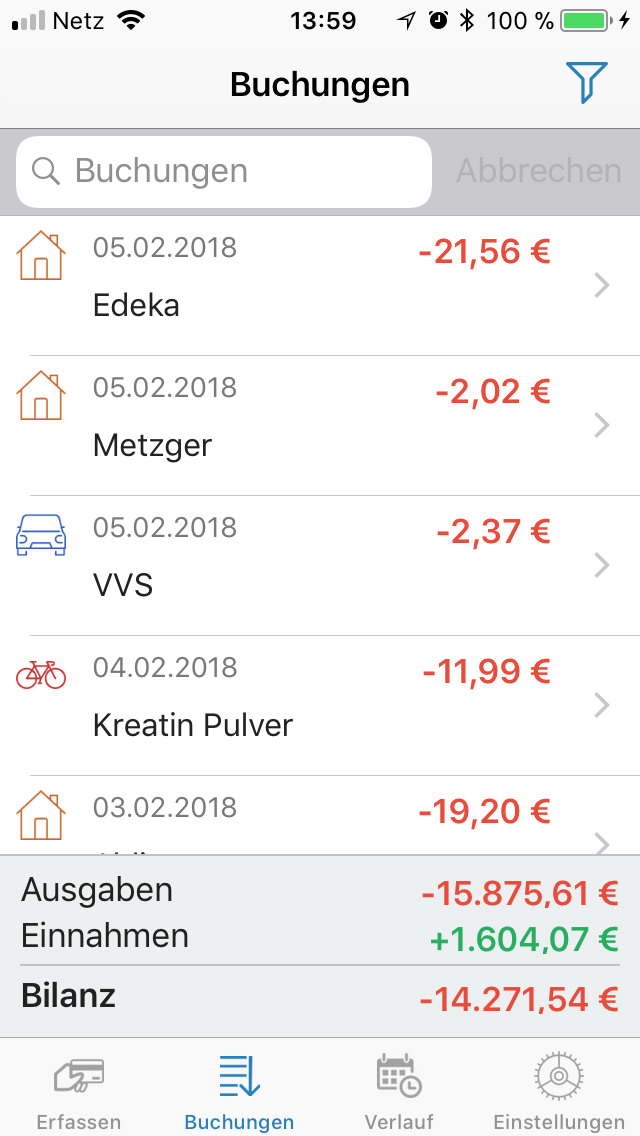 Netz 13:59 100 %
Buchungen
Buchungen Abbrechen
05.02.2018 -21,56 €
Edeka
05.02.2018 -2,02 €
Metzger
05.02.2018 -2,37 €
VVS
04.02.2018 -11,99 €
Kreatin Pulver
03.02.2018 -19,20 €
Ausgaben -15.875,61 €
Einnahmen +1.604,07 €
Bilanz -14.271,54 €
Erfassen Buchungen Verlauf Einstellungen